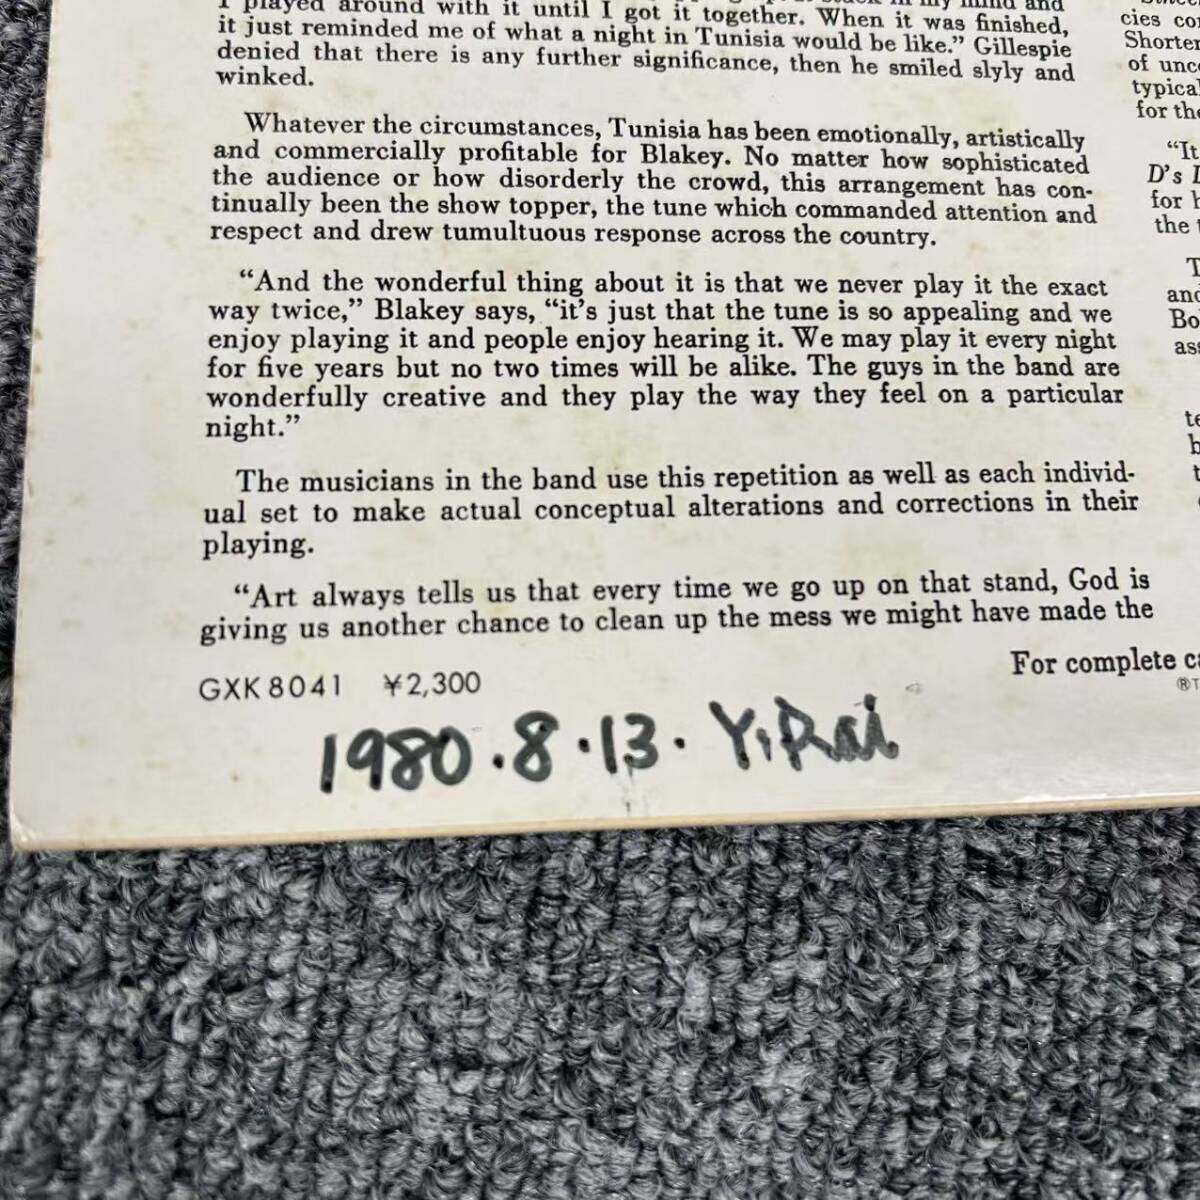 I played around with it until I got it together. When it was finished,
it just reminded me of what a night in Tunisia would be like.” Gillespie
denied that there is any further significance, then he smiled slyly and
winked.
Whatever the circumstances, Tunisia has been emotionally, artistically
and commercially profitable for Blakey. No matter how sophisticated
the audience or how disorderly the crowd, this arrangement has con-
tinually been the show topper, the tune which commanded attention and
respect and drew tumultuous response across the country.
“And the wonderful thing about it is that we never play it the exact
way twice,” Blakey says, “it’s just that the tune is so appealing and we
enjoy playing it and people enjoy hearing it. We may play it every night
for five years but no two times will be alike. The guys in the band are
wonderfully creative and they play the way they feel on a particular
night.”
The musicians in the band use this repetition as well as each individ-
ual set to make actual conceptual alterations and corrections in their
playing.
“Art always tells us that every time we go up on that stand, God is
giving us another chance to clean up the mess we might have made the
GXK 8041 ¥2,300
1980.8.13. Y.Rai
cies co
Shorter
of unc
typica
for the
“It
D’s
for h
the
T
and
Bo
ass
te
b
t
For complete ca
®T